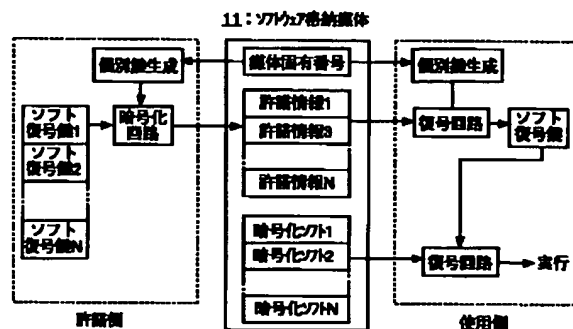 11：ソフトウェア格納媒体
個別鍵生成
媒体固有番号
個別鍵生成
ソフト
復号鍵1
ソフト
復号鍵2
ソフト
復号鍵N
暗号化
回路
許諾情報1
許諾情報3
許諾情報N
復号回路
ソフト
復号鍵
暗号化ソフト1
暗号化ソフト2
暗号化ソフトN
復号回路
実行
許諾側
使用側